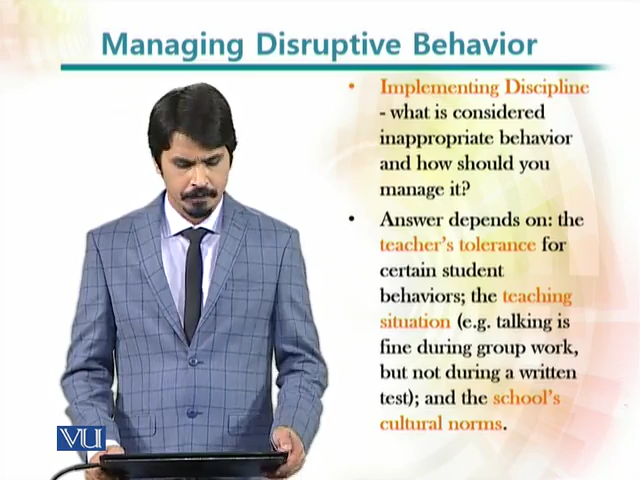 Managing Disruptive Behavior
• Implementing Discipline
- what is considered
inappropriate behavior
and how should you
manage it?
• Answer depends on: the
teacher's tolerance for
certain student
behaviors; the teaching
situation (e.g. talking is
fine during group work,
but not during a written
test); and the school's
cultural norms.
VU